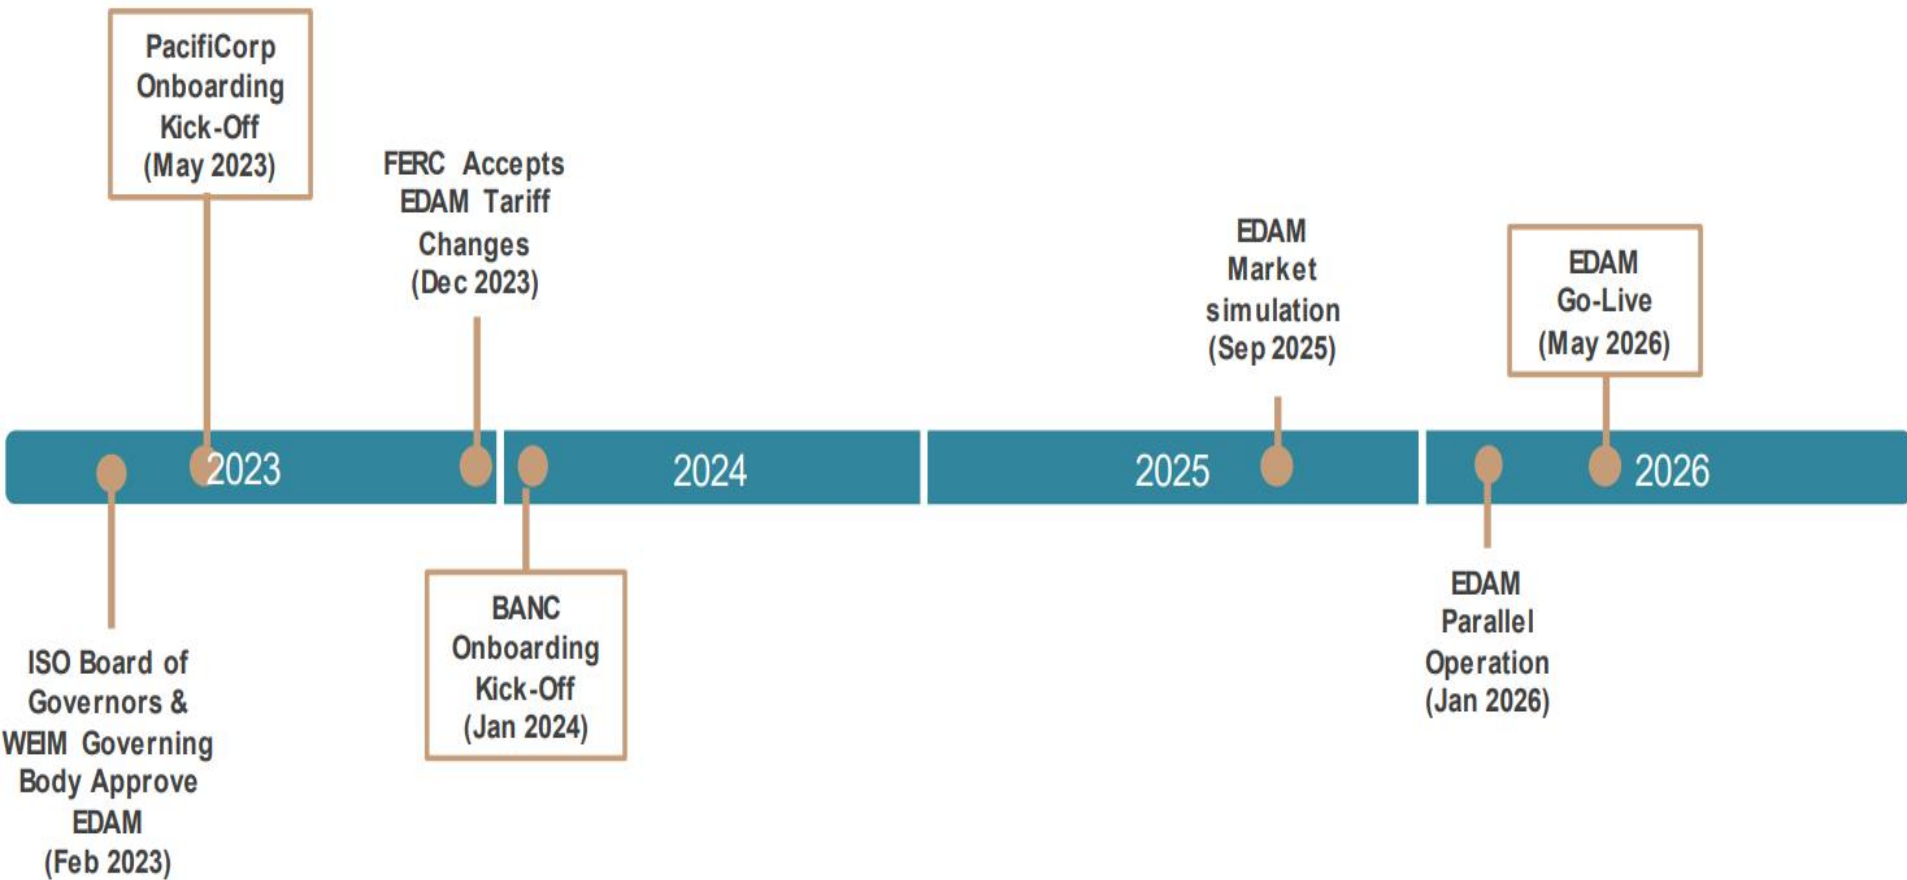 PacifiCorp
Onboarding
Kick-Off
(May 2023)
FERC Accepts
EDAM Tariff
Changes
(Dec 2023)
EDAM
Market
simulation
(Sep 2025)
EDAM
Go-Live
(May 2026)
2023
2024
2025
2026
ISO Board of
Governors &
WEIM Governing
Body Approve
EDAM
(Feb 2023)
BANC
Onboarding
Kick-Off
(Jan 2024)
EDAM
Parallel
Operation
(Jan 2026)